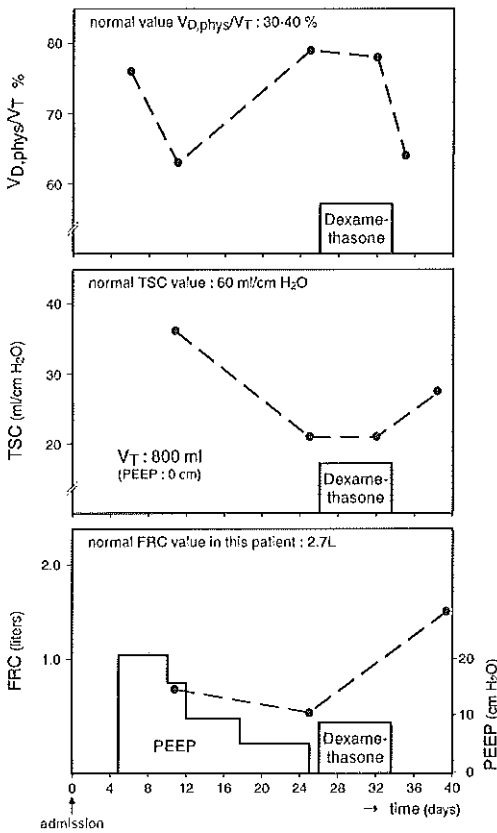 normal value VD,phys/VT : 30-40 %
80
70
60
VD,phys/VT %
Dexame-
thasone
normal TSC value : 60 ml/cm H2O
40
30
20
TSC (ml/cm H2O)
VT : 800 ml
(PEEP : 0 cm)
Dexame-
thasone
normal FRC value in this patient : 2.7L
2.0
1.0
FRC (liters)
PEEP
Dexame-
thasone
20
10
0
PEEP (cm H2O)
0 4 8 12 16 20 24 28 32 36 40
→ time (days)
admission